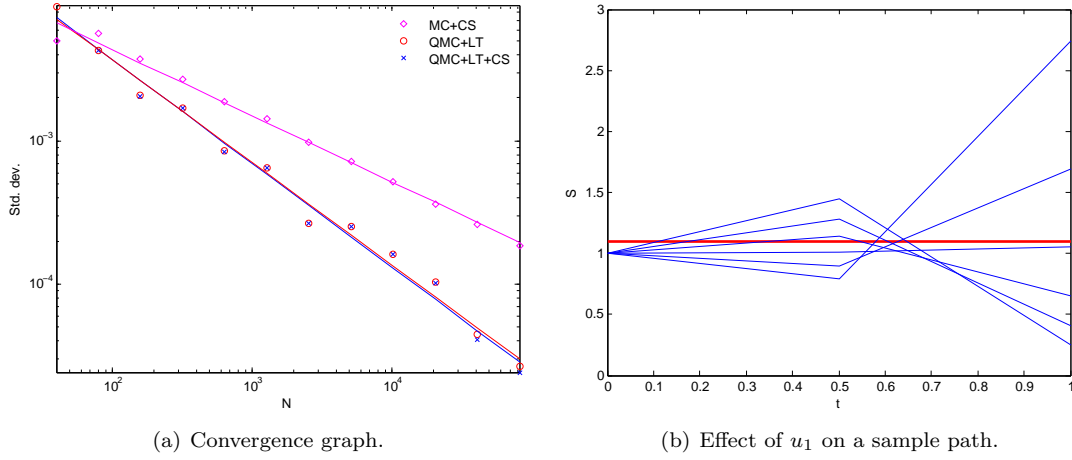 MC+CS
QMC+LT
QMC+LT+CS
10^−3
10^−4
Std. dev.
10^2
10^3
10^4
N
(a) Convergence graph.
3
2.5
2
1.5
1
0.5
0
S
0
0.1
0.2
0.3
0.4
0.5
0.6
0.7
0.8
0.9
1
t
(b) Effect of u_1 on a sample path.